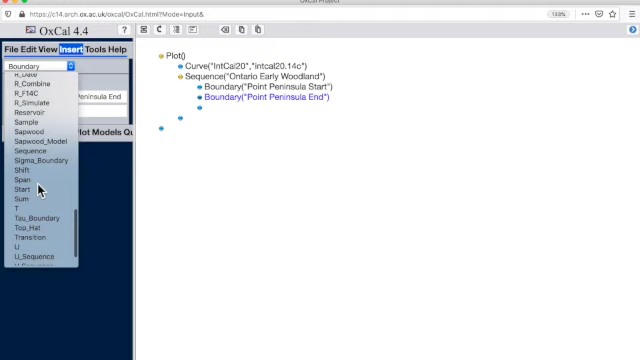 OxCal Project
https://c14.arch.ox.ac.uk/oxcal/OxCal.html?Mode=Input&
133%
OxCal 4.4
?
File Edit View Insert Tools Help
Boundary
R_Date
R_Combine
R_F14C
R_Simulate
Reservoir
Sample
Sapwood
Sapwood_Model
Sequence
Sigma_Boundary
Shift
Span
Start
Sum
T
Tau_Boundary
Top_Hat
Transition
U
U_Sequence
Peninsula End
Plot Models Qu
Plot()
Curve("IntCal20","intcal20.14c")
Sequence("Ontario Early Woodland")
Boundary("Point Peninsula Start")
Boundary("Point Peninsula End")